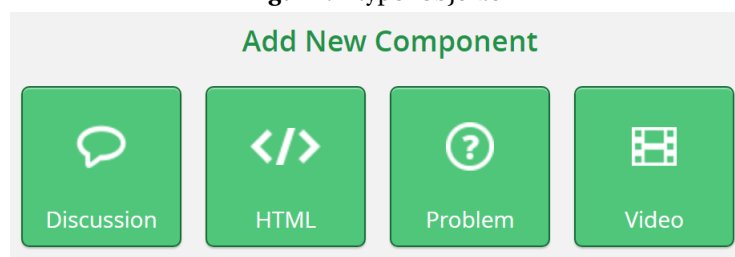 Add New Component
Discussion
HTML
Problem
Video